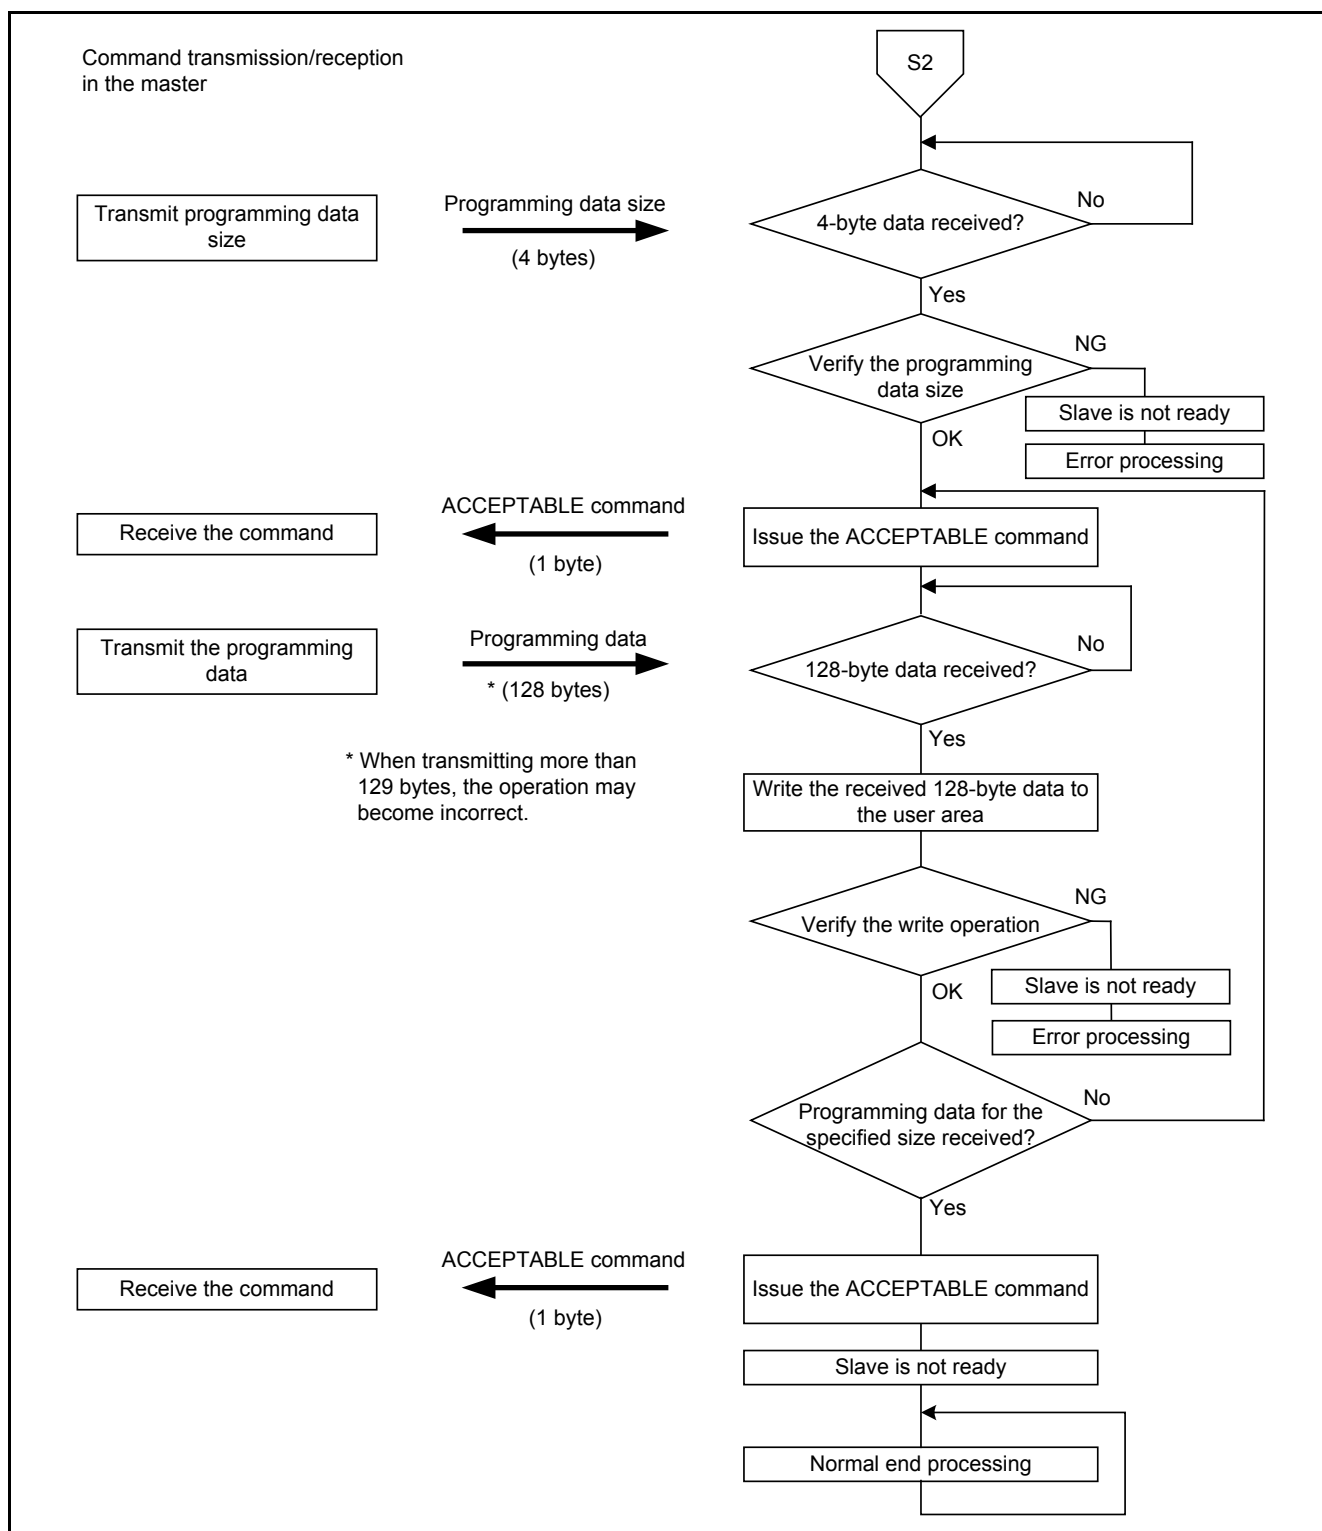 Command transmission/reception
in the master
S2
Transmit programming data
size
Programming data size
(4 bytes)
4-byte data received?
No
Yes
Verify the programming
data size
NG
Slave is not ready
Error processing
OK
Receive the command
ACCEPTABLE command
(1 byte)
Issue the ACCEPTABLE command
Transmit the programming
data
Programming data
* (128 bytes)
128-byte data received?
No
Yes
* When transmitting more than
129 bytes, the operation may
become incorrect.
Write the received 128-byte data to
the user area
Verify the write operation
NG
Slave is not ready
Error processing
OK
Programming data for the
specified size received?
No
Yes
Receive the command
ACCEPTABLE command
(1 byte)
Issue the ACCEPTABLE command
Slave is not ready
Normal end processing